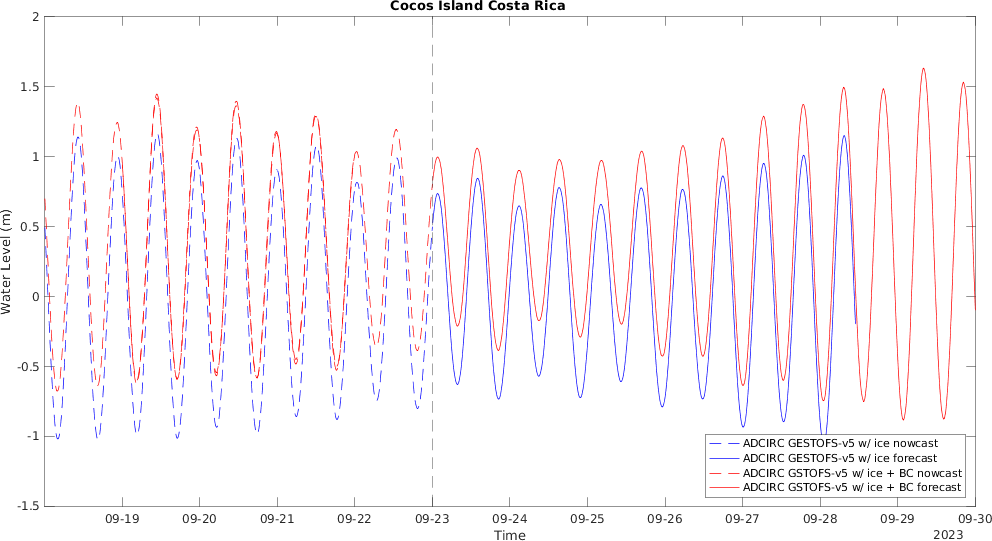 Cocos Island Costa Rica
2
1.5
1
0.5
0
-0.5
-1
-1.5
Water Level (m)
ADCIRC GESTOFS-v5 w/ ice nowcast
ADCIRC GESTOFS-v5 w/ ice forecast
ADCIRC GSTOFS-v5 w/ ice + BC nowcast
ADCIRC GSTOFS-v5 w/ ice + BC forecast
09-19 09-20 09-21 09-22 09-23 09-24 09-25 09-26 09-27 09-28 09-29 09-30
Time
2023